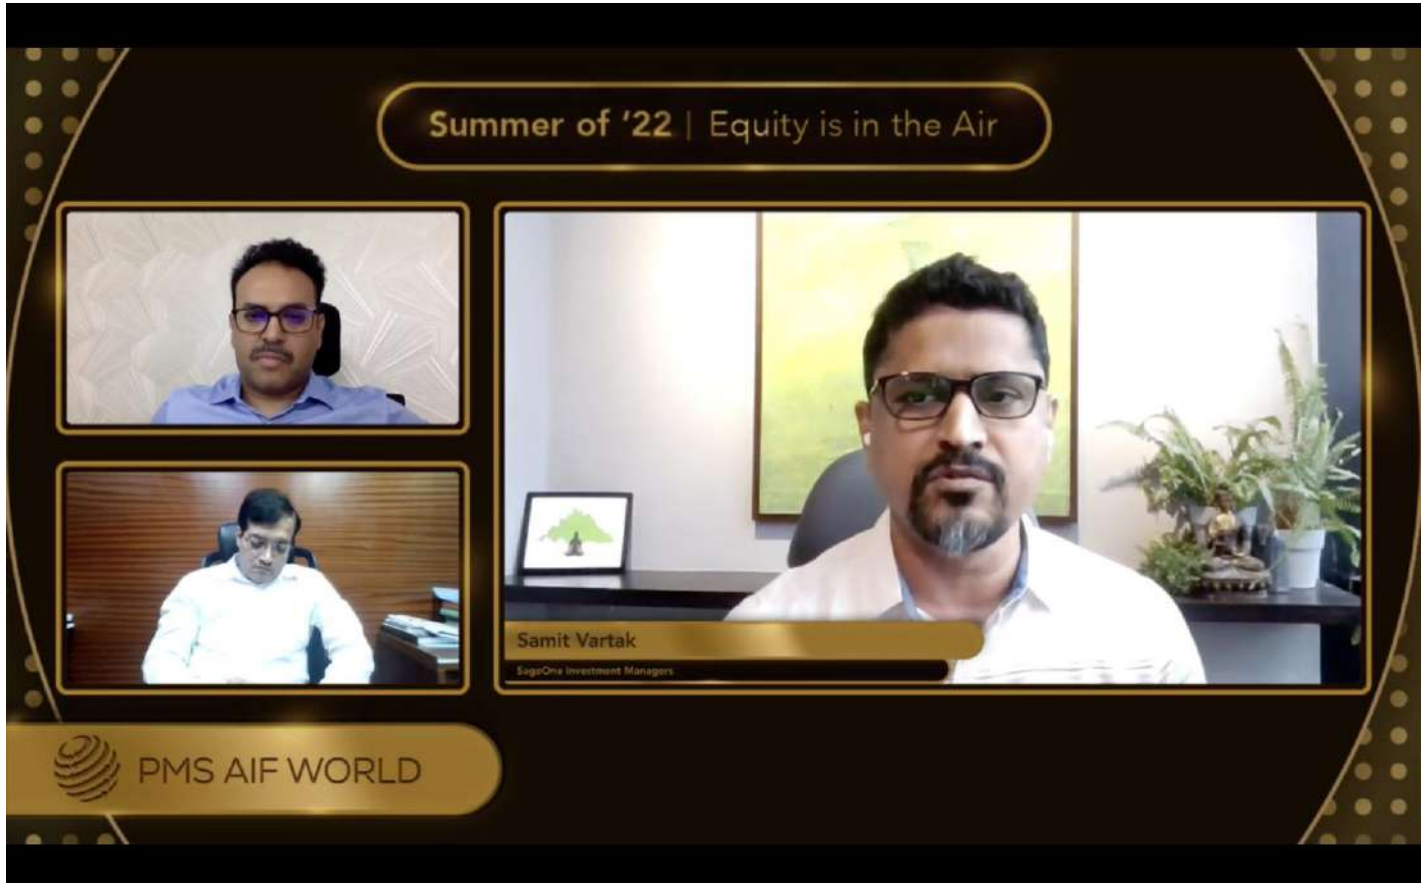 Summer of '22 | Equity is in the Air
Samit Vartak
SageOne Investment Managers
PMS AIF WORLD